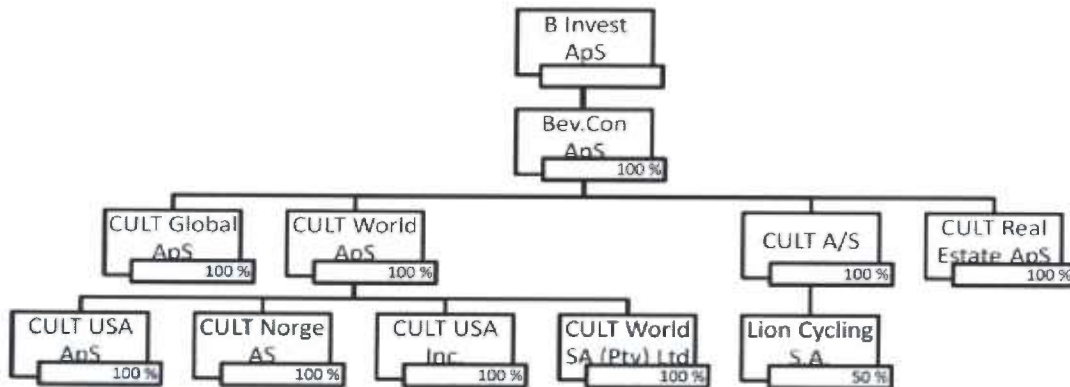 B Invest
ApS
Bev.Con
ApS
100 %
CULT Global
ApS
100 %
CULT World
ApS
100 %
CULT A/S
100 %
CULT Real
Estate ApS
100 %
CULT USA
ApS
100 %
CULT Norge
AS
100 %
CULT USA
Inc.
100 %
CULT World
SA (Pty) Ltd
100 %
Lion Cycling
S.A.
50 %